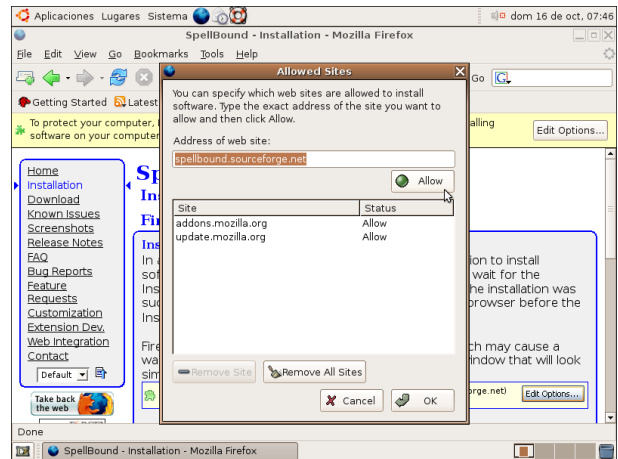 Aplicaciones Lugares Sistema
dom 16 de oct, 07:46
SpellBound - Installation - Mozilla Firefox
File Edit View Go Bookmarks Tools Help
Go
Getting Started Latest
To protect your computer,
software on your computer
alling
Edit Options...
Allowed Sites
You can specify which web sites are allowed to install
software. Type the exact address of the site you want to
allow and then click Allow.
Address of web site:
spellbound.sourceforge.net
Allow
Site Status
addons.mozilla.org Allow
update.mozilla.org Allow
Remove Site Remove All Sites
Cancel OK
Home
Installation
Download
Known Issues
Screenshots
Release Notes
FAQ
Bug Reports
Feature
Requests
Customization
Extension Dev.
Web Integration
Contact
Default
Take back
the web
Sp
In
Fi
Ins
In
sof
Ins
suc
Ins
Fire
wa
sim
ion to install
wait for the
he installation was
browser before the
ch may cause a
indow that will look
orge.net) Edit Options...
Done
SpellBound - Installation - Mozilla Firefox